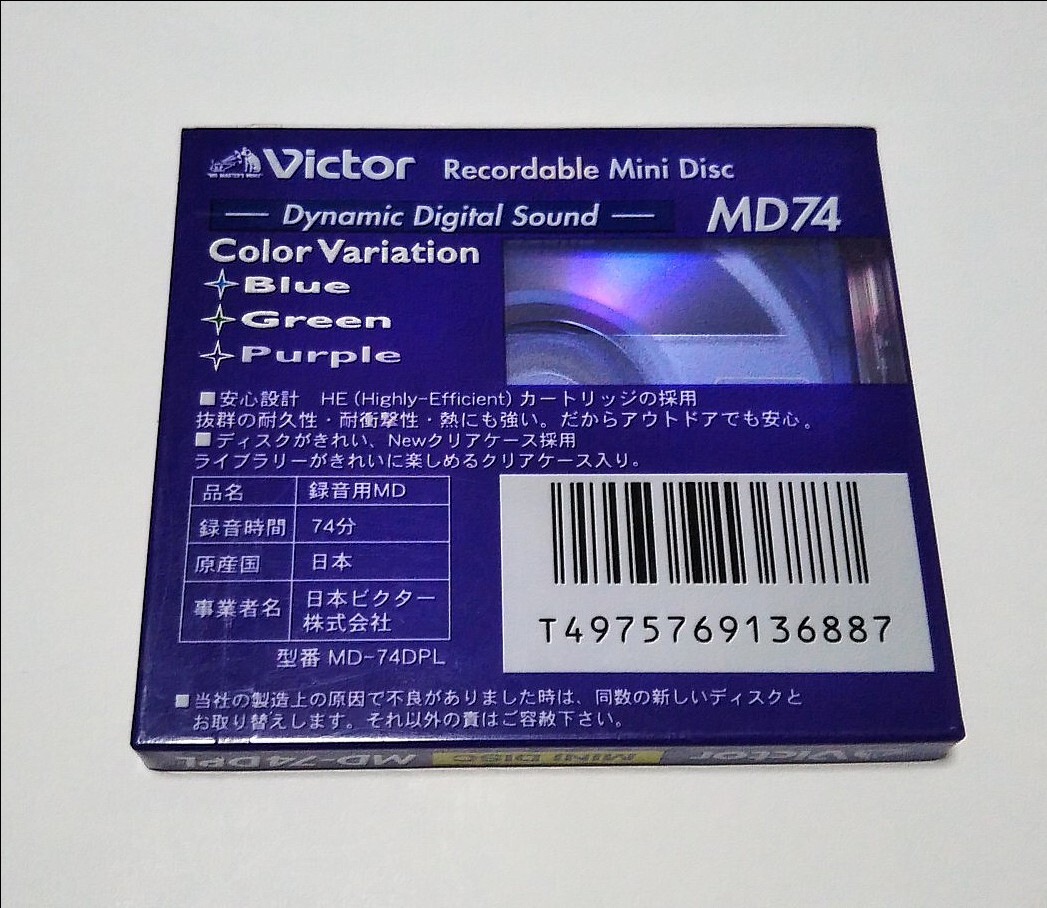 Victor Recordable Mini Disc
Dynamic Digital Sound MD74
Color Variation
Blue
Green
Purple
■安心設計 HE (Highly-Efficient) カートリッジの採用
抜群の耐久性・耐衝撃性・熱にも強い。だからアウトドアでも安心。
■ディスクがきれい、Newクリアケース採用
ライブラリーがきれいに楽しめるクリアケース入り。
品名 録音用MD
録音時間 74分
原産国 日本
事業者名 日本ビクター
株式会社
型番 MD-74DPL
T4975769136887
■当社の製造上の原因で不良がありました時は、同数の新しいディスクと
お取り替えします。それ以外の責はご容赦下さい。
Victor MINI DISC MD-74DPL